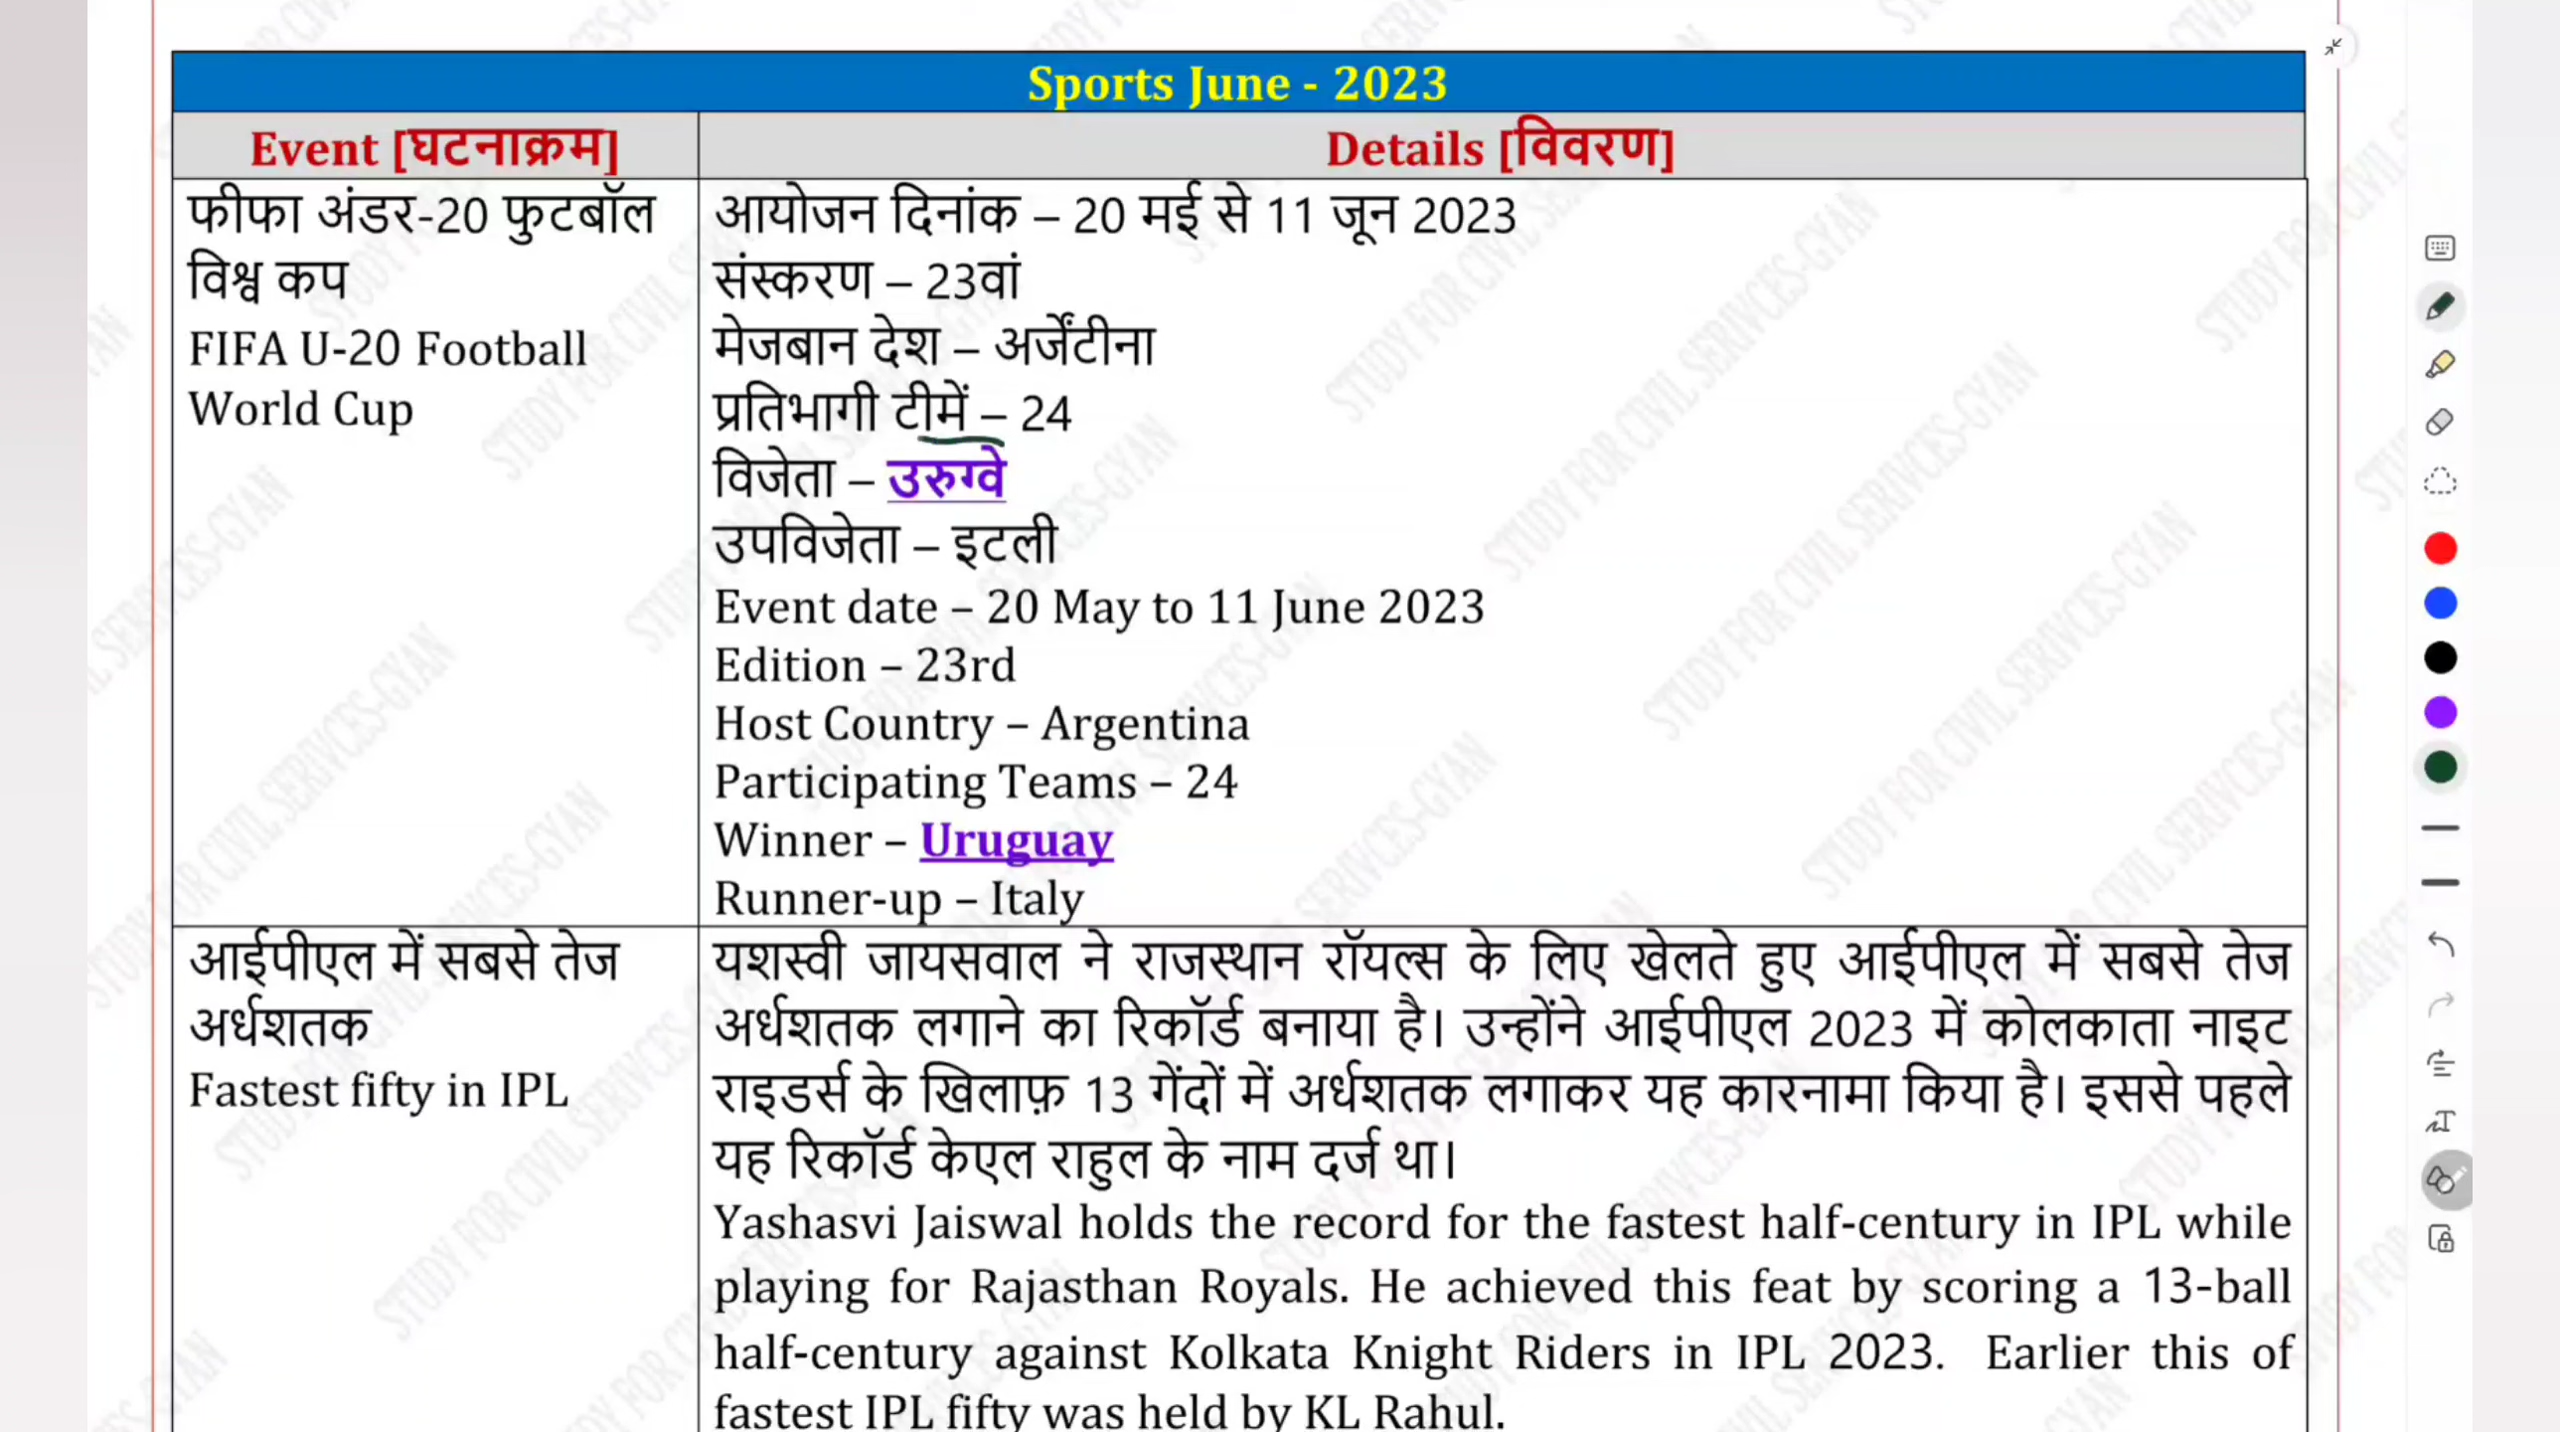 Sports June - 2023
Event [घटनाक्रम]
Details [विवरण]
फीफा अंडर-20 फुटबॉल
विश्व कप
FIFA U-20 Football
World Cup
आयोजन दिनांक – 20 मई से 11 जून 2023
संस्करण – 23वां
मेजबान देश – अर्जेंटीना
प्रतिभागी टीमें – 24
विजेता – उरुग्वे
उपविजेता – इटली
Event date – 20 May to 11 June 2023
Edition – 23rd
Host Country – Argentina
Participating Teams – 24
Winner – Uruguay
Runner-up – Italy
आईपीएल में सबसे तेज
अर्धशतक
Fastest fifty in IPL
यशस्वी जायसवाल ने राजस्थान रॉयल्स के लिए खेलते हुए आईपीएल में सबसे तेज
अर्धशतक लगाने का रिकॉर्ड बनाया है। उन्होंने आईपीएल 2023 में कोलकाता नाइट
राइडर्स के खिलाफ़ 13 गेंदों में अर्धशतक लगाकर यह कारनामा किया है। इससे पहले
यह रिकॉर्ड केएल राहुल के नाम दर्ज था।
Yashasvi Jaiswal holds the record for the fastest half-century in IPL while
playing for Rajasthan Royals. He achieved this feat by scoring a 13-ball
half-century against Kolkata Knight Riders in IPL 2023. Earlier this of
fastest IPL fifty was held by KL Rahul.
STUDY FOR CIVIL SERIVCES-GYAN